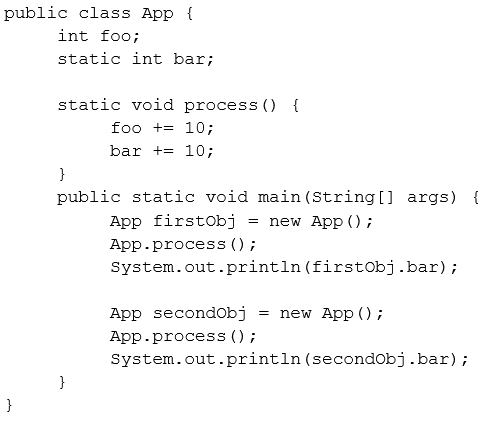 public class App {
int foo;
static int bar;
static void process() {
foo += 10;
bar += 10;
}
public static void main(String[] args) {
App firstObj = new App();
App.process();
System.out.println(firstObj.bar);
App secondObj = new App();
App.process();
System.out.println(secondObj.bar);
}
}